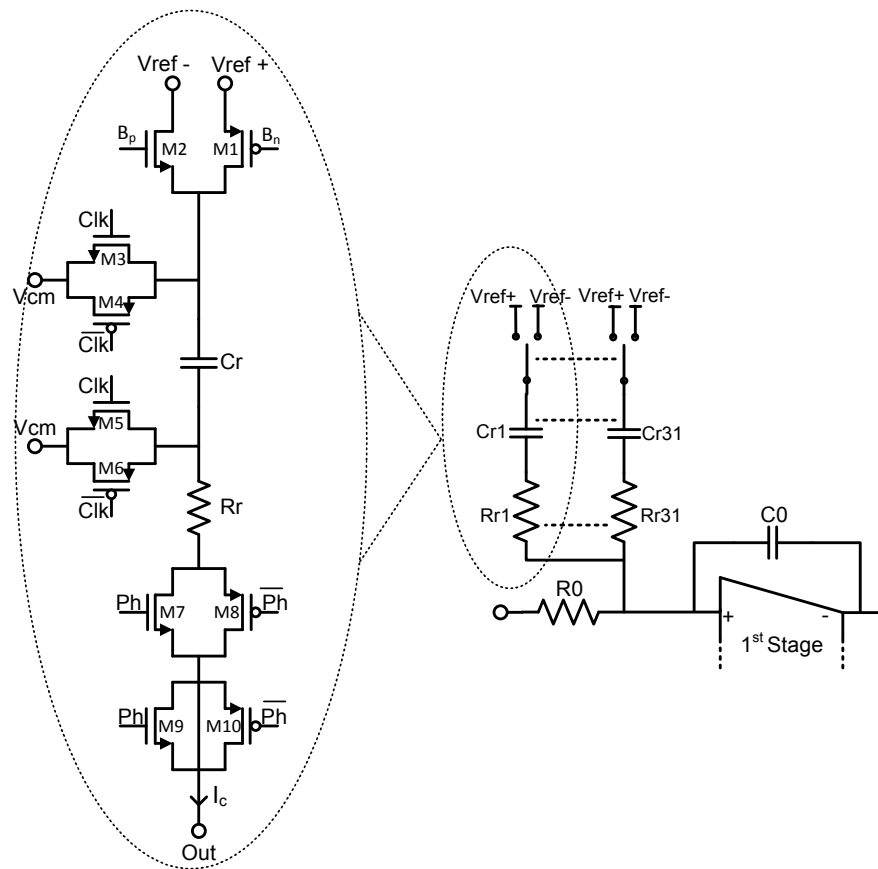 Vref - Vref +
Bp M2 M1 Bn
Clk
M3
Vcm M4
Clk
Cr
Clk
Vcm M5
M6
Clk
Rr
Ph M7 M8 Ph
Ph M9 M10 Ph
Ic
Out
Vref+ Vref- Vref+ Vref-
Cr1 Cr31
Rr1 Rr31
C0
R0
+ -
1st Stage